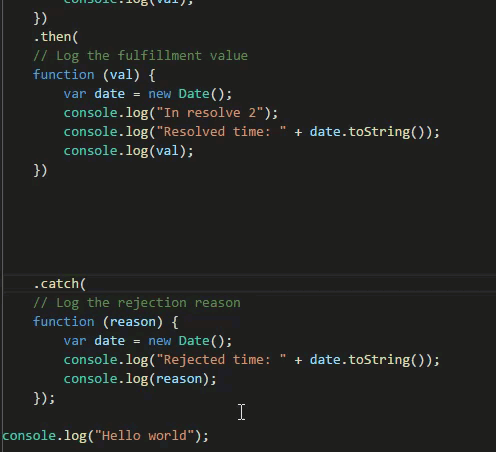 console.log(val);
})
.then(
// Log the fulfillment value
function (val) {
var date = new Date();
console.log("In resolve 2");
console.log("Resolved time: " + date.toString());
console.log(val);
})
.catch(
// Log the rejection reason
function (reason) {
var date = new Date();
console.log("Rejected time: " + date.toString());
console.log(reason);
});
console.log("Hello world");